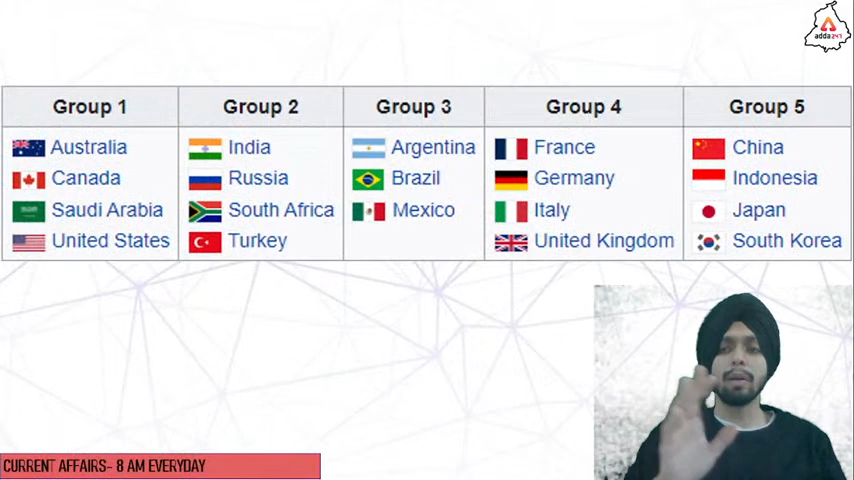 adda247
Group 1 Group 2 Group 3 Group 4 Group 5
Australia India Argentina France China
Canada Russia Brazil Germany Indonesia
Saudi Arabia South Africa Mexico Italy Japan
United States Turkey United Kingdom South Korea
CURRENT AFFAIRS- 8 AM EVERYDAY